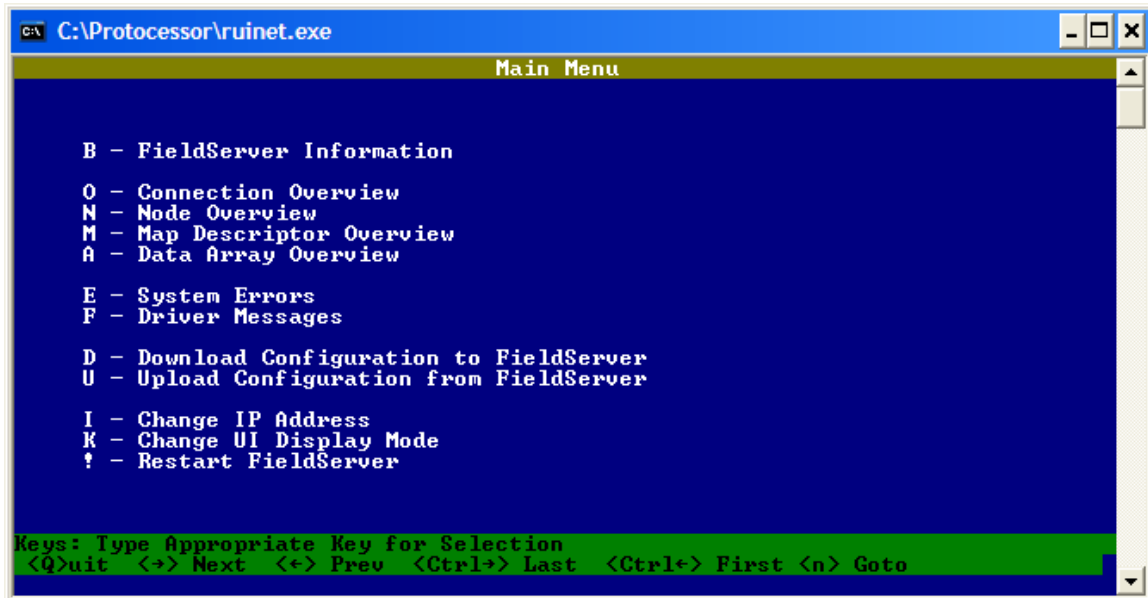 C:\Protocessor\ruinet.exe
Main Menu
B - FieldServer Information
O - Connection Overview
N - Node Overview
M - Map Descriptor Overview
A - Data Array Overview
E - System Errors
F - Driver Messages
D - Download Configuration to FieldServer
U - Upload Configuration from FieldServer
I - Change IP Address
K - Change UI Display Mode
! - Restart FieldServer
Keys: Type Appropriate Key for Selection
<Q>uit <→> Next <←> Prev <Ctrl→> Last <Ctrl←> First <n> Goto